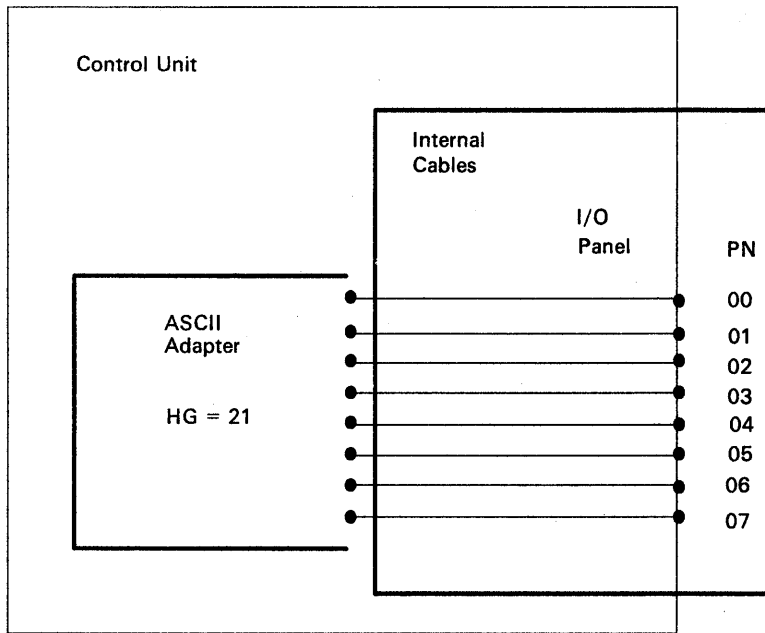 Control Unit
Internal
Cables
I/O
Panel
PN
ASCII
Adapter
HG = 21
00
01
02
03
04
05
06
07